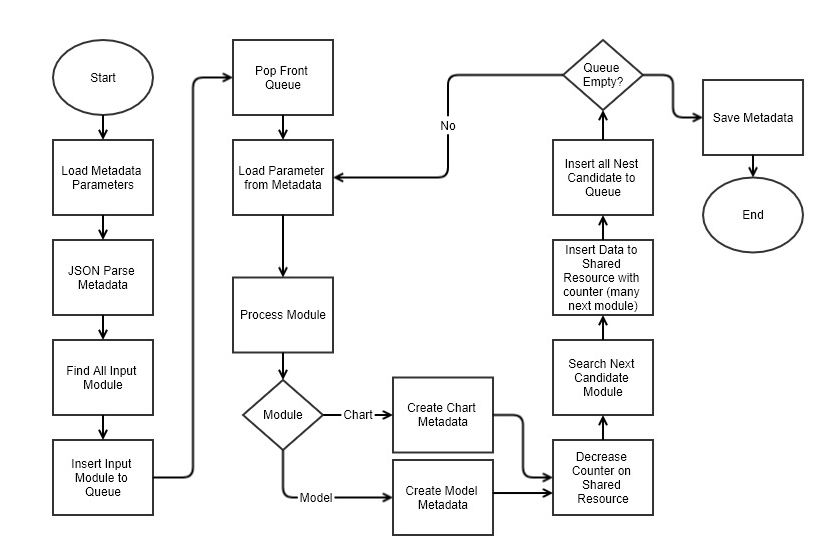 Start
Load Metadata
Parameters
JSON Parse
Metadata
Find All Input
Module
Insert Input
Module to
Queue
Pop Front
Queue
Load Parameter
from Metadata
Process Module
Module
Chart
Model
Create Chart
Metadata
Create Model
Metadata
Decrease
Counter on
Shared
Resource
Search Next
Candidate
Module
Insert Data to
Shared
Resource with
counter (many
next module)
Insert all Nest
Candidate to
Queue
Queue
Empty?
No
Save Metadata
End